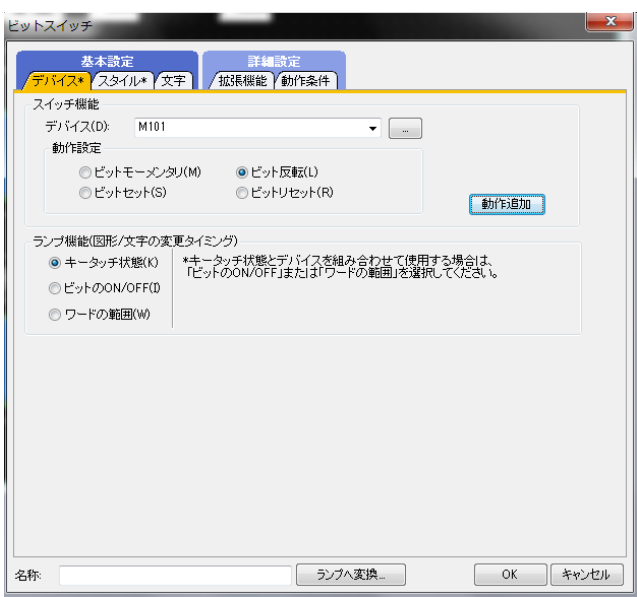 ビットスイッチ
基本設定 詳細設定
デバイス* スタイル* 文字 拡張機能 動作条件
スイッチ機能
デバイス(D): M101 ...
動作設定
ビットモーメンタリ(M) ビット反転(L)
ビットセット(S) ビットリセット(R)
動作追加
ランプ機能(図形/文字の変更タイミング)
キータッチ状態(K) *キータッチ状態とデバイスを組み合わせて使用する場合は、
「ビットのON/OFF」または「ワードの範囲」を選択してください。
ビットのON/OFF(I)
ワードの範囲(W)
名称: ランプへ変換... OK キャンセル